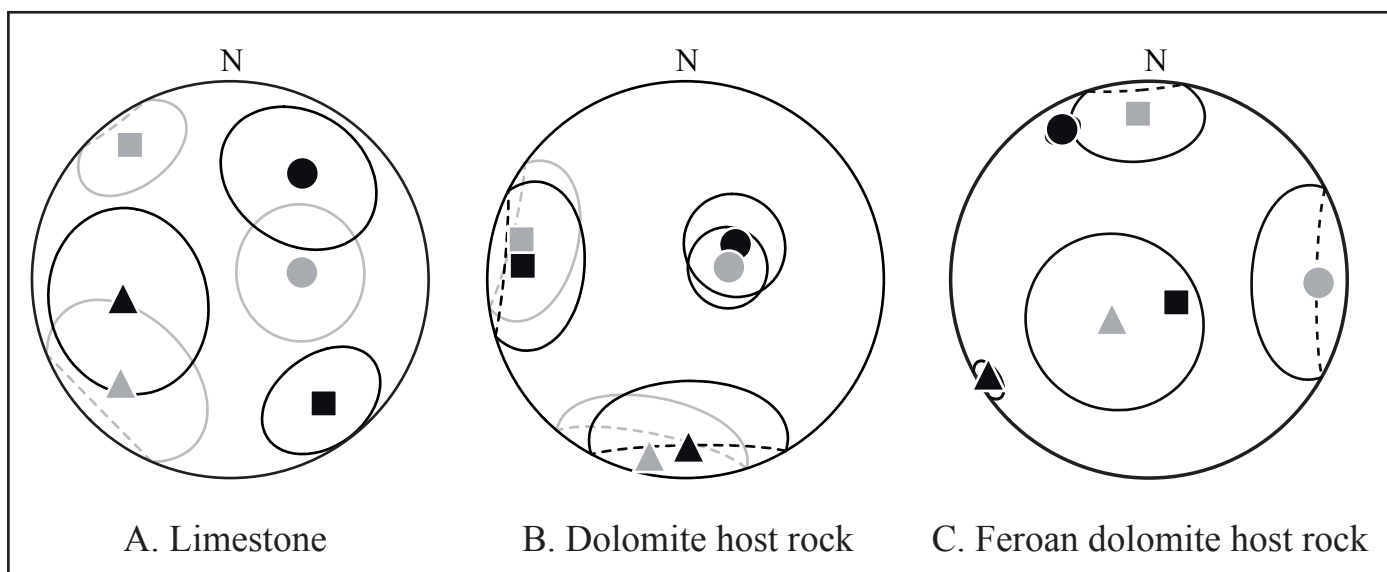 N
N
N
A. Limestone
B. Dolomite host rock
C. Feroan dolomite host rock